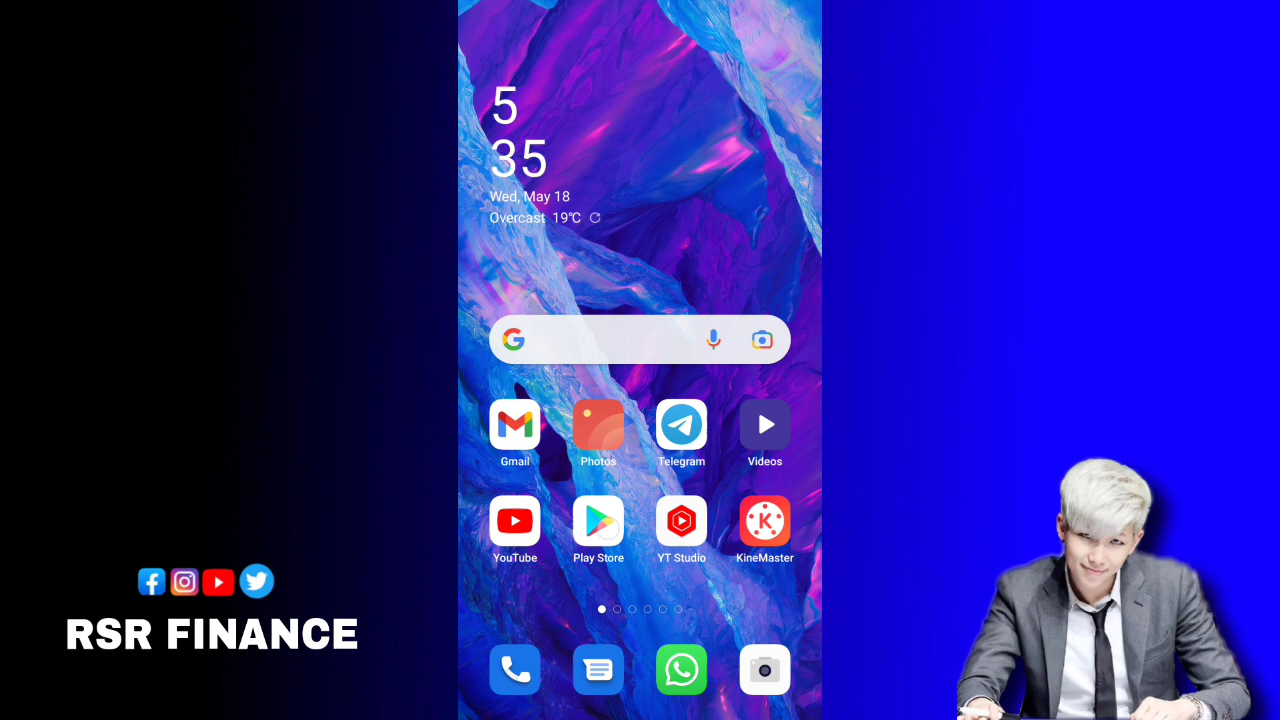 5
35
Wed, May 18
Overcast 19℃
Gmail Photos Telegram Videos
YouTube Play Store YT Studio KineMaster
RSR FINANCE